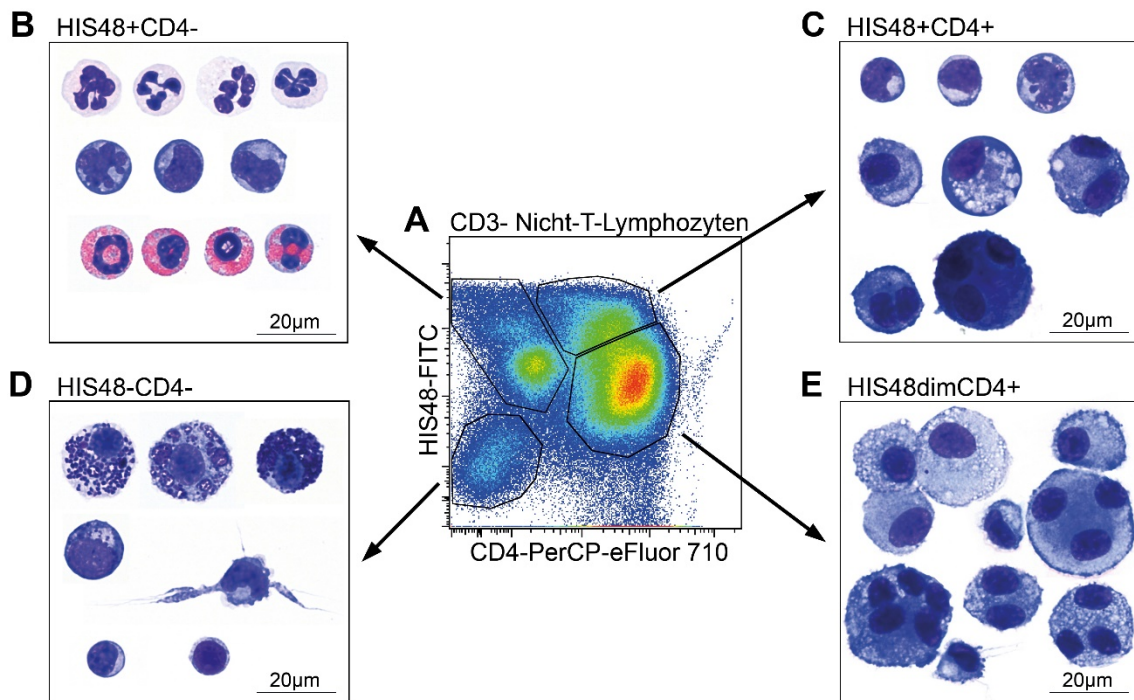 B HIS48+CD4-
20µm
C HIS48+CD4+
20µm
A
CD3- Nicht-T-Lymphozyten
HIS48-FITC
CD4-PerCP-eFluor 710
D HIS48-CD4-
20µm
E HIS48dimCD4+
20µm